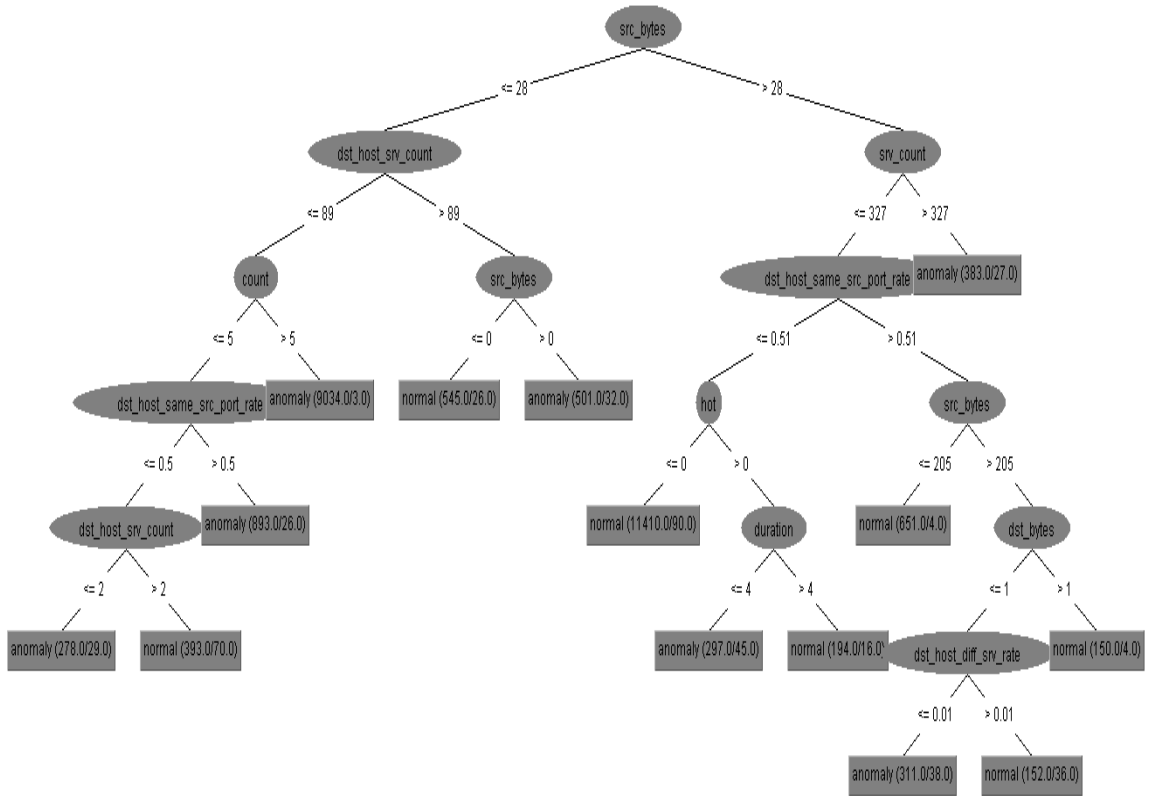 src_bytes
<= 28
> 28
dst_host_srv_count
srv_count
<= 89
> 89
<= 327
> 327
count
src_bytes
dst_host_same_src_port_rate
anomaly (383.0/27.0)
<= 5
> 5
<= 0
> 0
<= 0.51
> 0.51
dst_host_same_src_port_rate
anomaly (9034.0/3.0)
normal (545.0/26.0)
anomaly (501.0/32.0)
hot
src_bytes
<= 0.5
> 0.5
<= 0
> 0
<= 205
> 205
dst_host_srv_count
anomaly (893.0/26.0)
normal (11410.0/90.0)
duration
normal (651.0/4.0)
dst_bytes
<= 2
> 2
<= 4
> 4
<= 1
> 1
anomaly (278.0/29.0)
normal (393.0/70.0)
anomaly (297.0/45.0)
normal (194.0/16.0)
dst_host_diff_srv_rate
normal (150.0/4.0)
<= 0.01
> 0.01
anomaly (311.0/38.0)
normal (152.0/36.0)